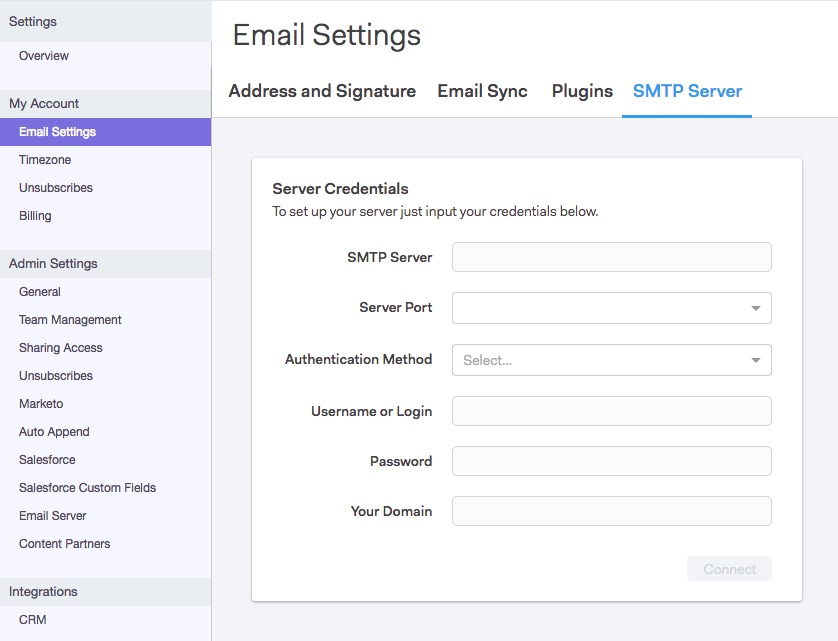 Settings
Overview
My Account
Email Settings
Timezone
Unsubscribes
Billing
Admin Settings
General
Team Management
Sharing Access
Unsubscribes
Marketo
Auto Append
Salesforce
Salesforce Custom Fields
Email Server
Content Partners
Integrations
CRM
Email Settings
Address and Signature Email Sync Plugins SMTP Server
Server Credentials
To set up your server just input your credentials below.
SMTP Server
Server Port
Authentication Method Select...
Username or Login
Password
Your Domain
Connect